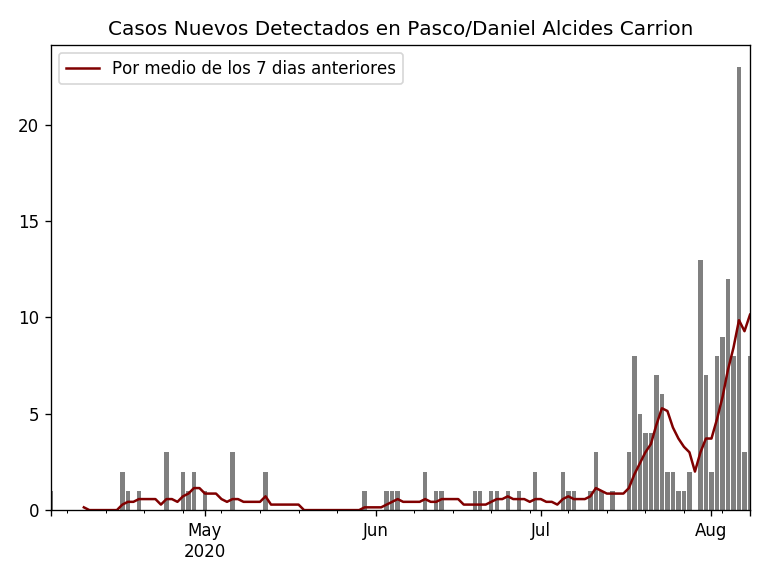 Casos Nuevos Detectados en Pasco/Daniel Alcides Carrion
Por medio de los 7 dias anteriores
20
15
10
5
0
May Jun Jul Aug
2020